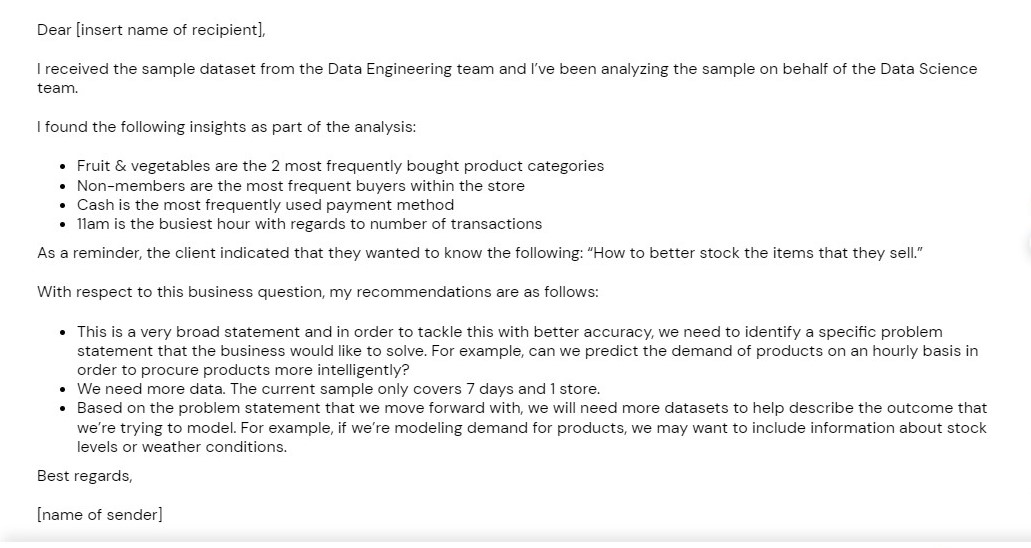 Dear [insert name of recipient],
I received the sample dataset from the Data Engineering team and I've been analyzing the sample on behalf of the Data Science
team.
I found the following insights as part of the analysis:
• Fruit & vegetables are the 2 most frequently bought product categories
• Non-members are the most frequent buyers within the store
• Cash is the most frequently used payment method
• 11am is the busiest hour with regards to number of transactions
As a reminder, the client indicated that they wanted to know the following: “How to better stock the items that they sell.”
With respect to this business question, my recommendations are as follows:
• This is a very broad statement and in order to tackle this with better accuracy, we need to identify a specific problem
statement that the business would like to solve. For example, can we predict the demand of products on an hourly basis in
order to procure products more intelligently?
• We need more data. The current sample only covers 7 days and 1 store.
• Based on the problem statement that we move forward with, we will need more datasets to help describe the outcome that
we're trying to model. For example, if we're modeling demand for products, we may want to include information about stock
levels or weather conditions.
Best regards,
[name of sender]